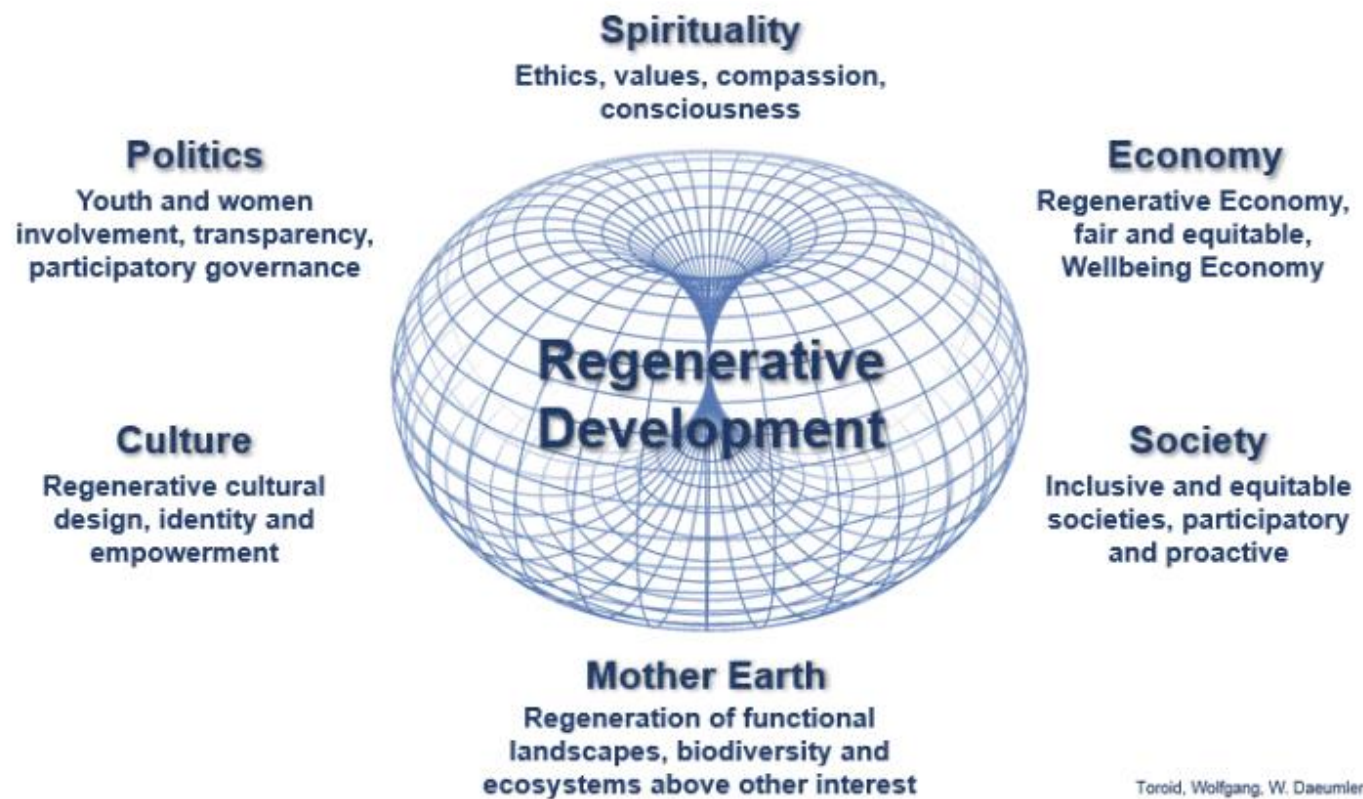 Spirituality
Ethics, values, compassion,
consciousness
Politics
Youth and women
involvement, transparency,
participatory governance
Economy
Regenerative Economy,
fair and equitable,
Wellbeing Economy
Regenerative
Development
Culture
Regenerative cultural
design, identity and
empowerment
Society
Inclusive and equitable
societies, participatory
and proactive
Mother Earth
Regeneration of functional
landscapes, biodiversity and
ecosystems above other interest
Toroid, Wolfgang, W. Daeumler